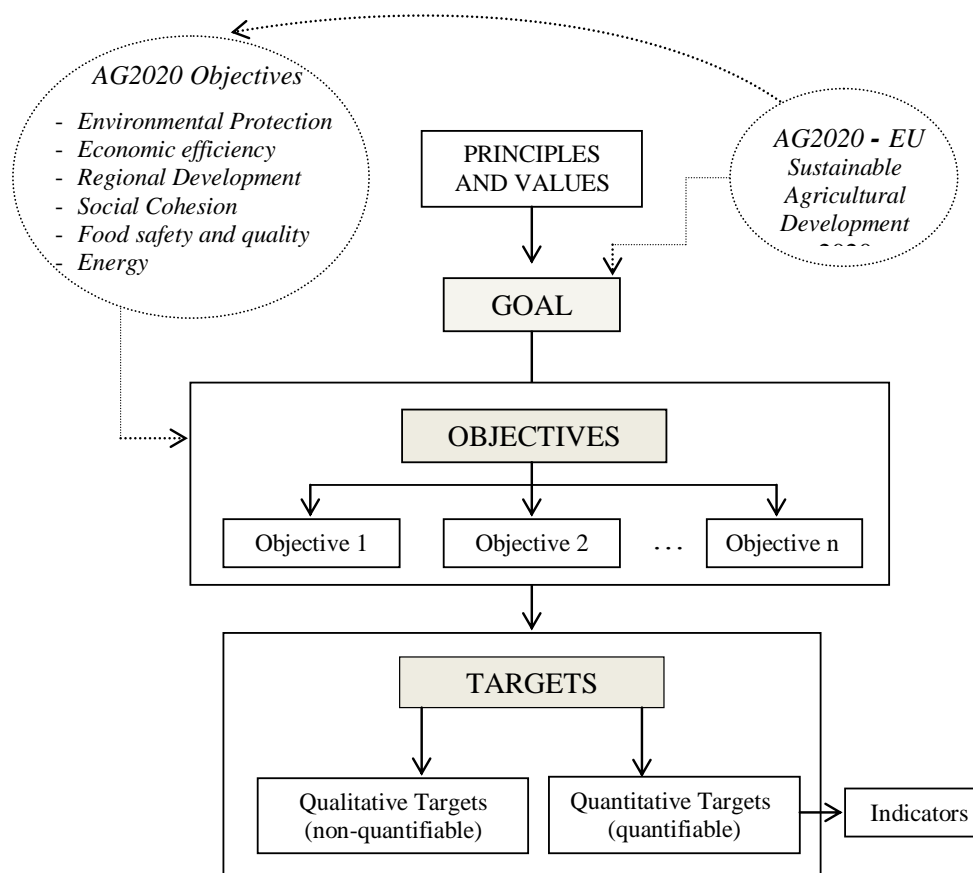 AG2020 Objectives
- Environmental Protection
- Economic efficiency
- Regional Development
- Social Cohesion
- Food safety and quality
- Energy
PRINCIPLES
AND VALUES
AG2020 - EU
Sustainable
Agricultural
Development
GOAL
OBJECTIVES
Objective 1
Objective 2
...
Objective n
TARGETS
Qualitative Targets
(non-quantifiable)
Quantitative Targets
(quantifiable)
Indicators